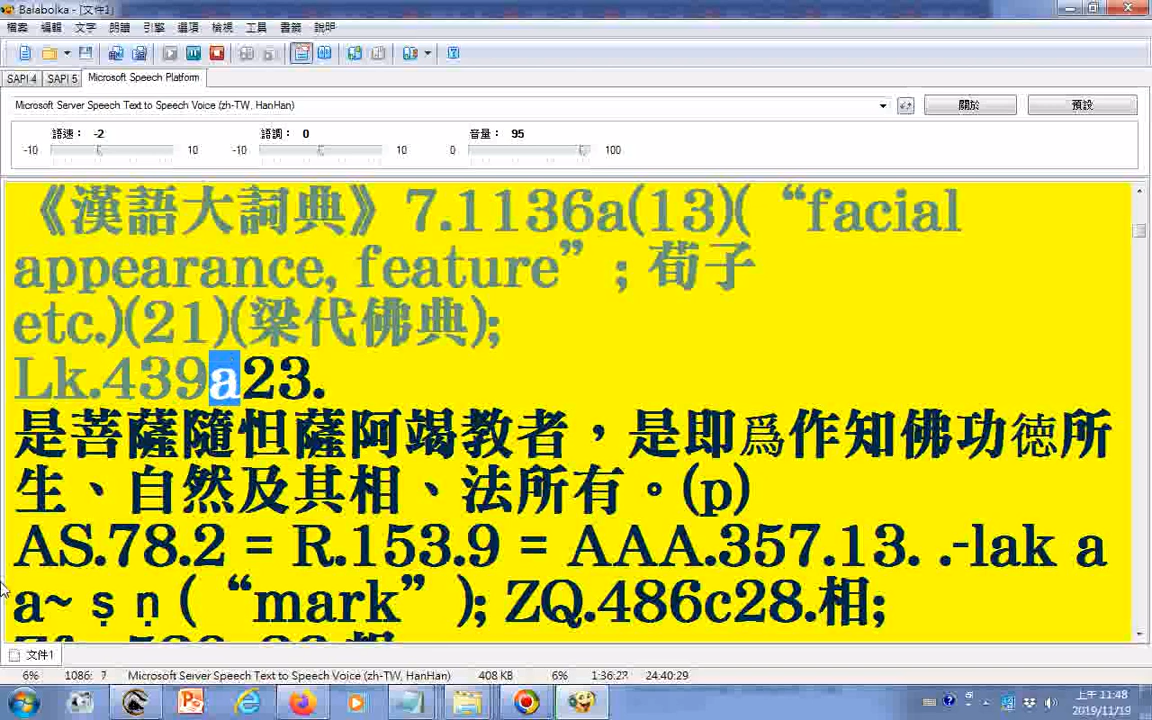 Balabolka - [文件1]
檔案 編輯 文字 朗讀 引擎 選項 檢視 工具 書籤 說明
SAPI 4 SAPI 5 Microsoft Speech Platform
Microsoft Server Speech Text to Speech Voice (zh-TW, HanHan) 關於 預設
語速： -2 語調： 0 音量： 95
-10 10 -10 10 0 100
《漢語大詞典》7.1136a(13)(“facial
appearance, feature”; 荀子
etc.)(21)(梁代佛典);
Lk.439a23.
是菩薩隨怛薩阿竭教者，是即爲作知佛功徳所
生、自然及其相、法所有。(p)
AS.78.2 = R.153.9 = AAA.357.13. .-lak a
a~ ṣ ṇ (“mark”); ZQ.486c28.相;
文件1
6% 1086: 7 Microsoft Server Speech Text to Speech Voice (zh-TW, HanHan) 408 KB 6% 1:36:27 24:40:29
上午 11:48
2019/11/19